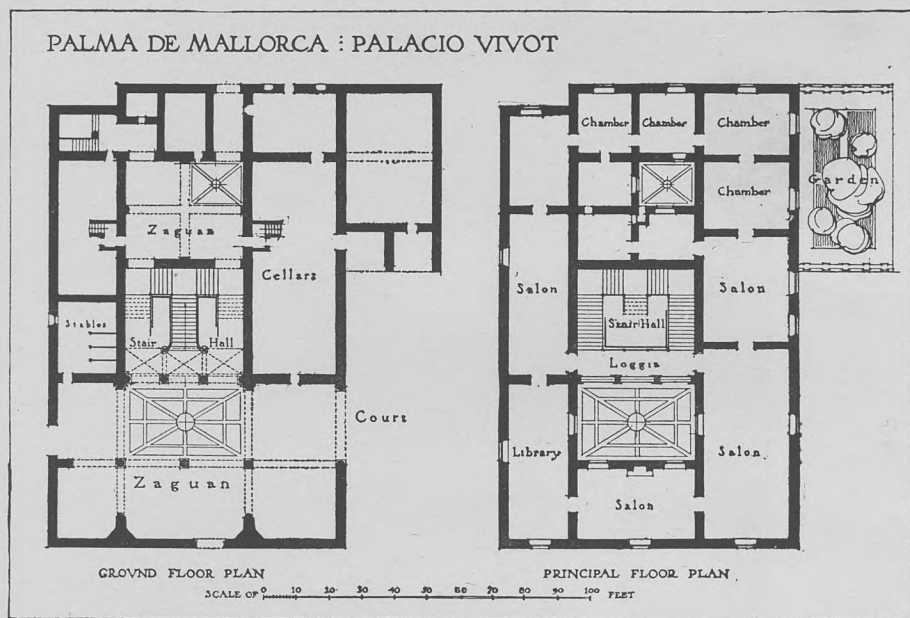 PALMA DE MALLORCA : PALACIO VIVOT
Zaguan
Cellars
Stables
Stair Hall
Court
Zaguan
GROVND FLOOR PLAN
Chamber
Chamber
Chamber
Chamber
Garden
Salon
Salon
Stair Hall
Loggia
Library
Salon
Salon
PRINCIPAL FLOOR PLAN
SCALE OF 0 10 20 30 40 50 60 70 80 90 100 FEET